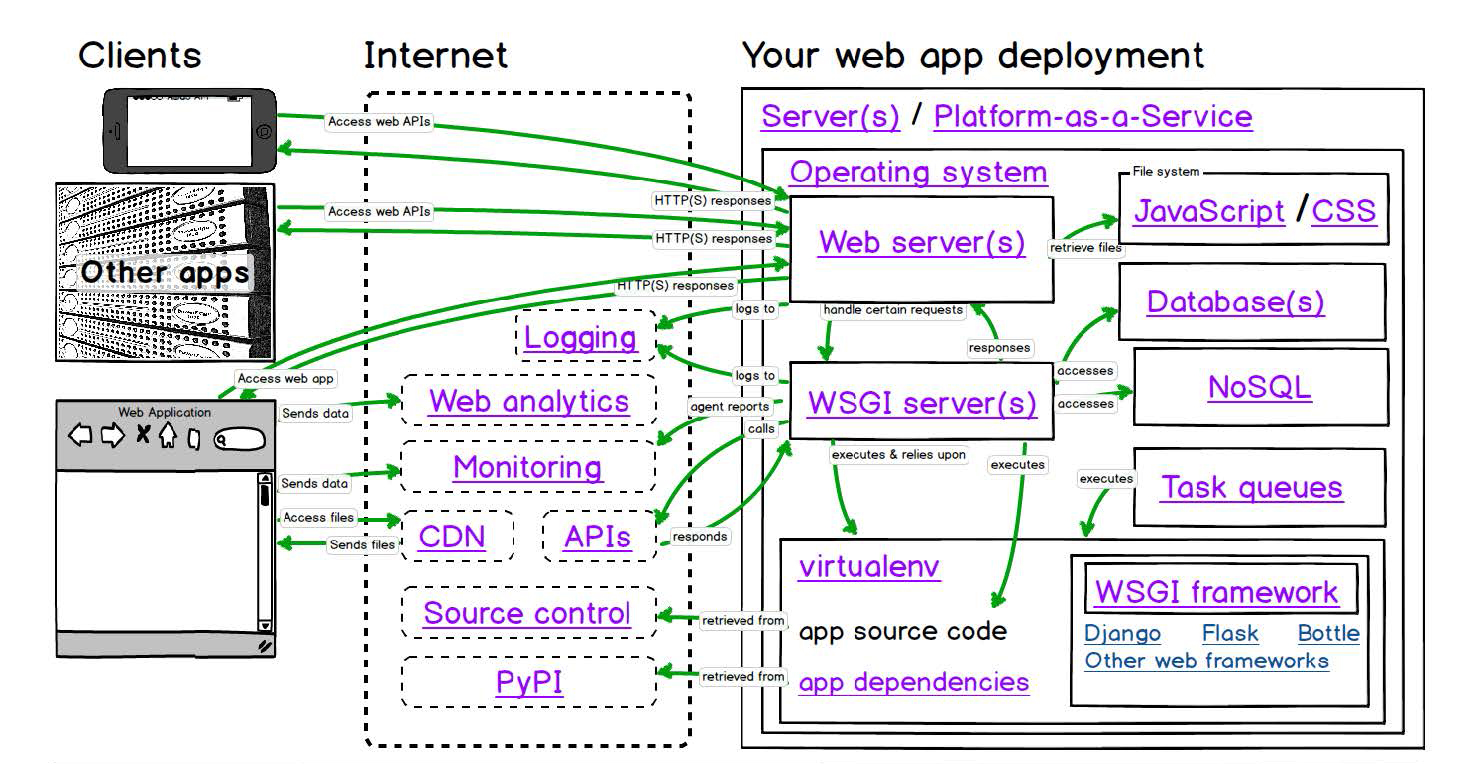 Clients
Internet
Your web app deployment
Access web APIs
Server(s) / Platform-as-a-Service
Operating system
File system
JavaScript / CSS
HTTP(S) responses
Access web APIs
HTTP(S) responses
Web server(s)
retrieve files
Other apps
HTTP(S) responses
Database(s)
logs to
handle certain requests
Logging
responses
Access web app
logs to
accesses
NoSQL
Web Application
Sends data
Web analytics
agent reports
WSGI server(s)
accesses
calls
executes & relies upon
executes
Monitoring
Sends data
executes
Task queues
Access files
CDN
APIs
Sends files
responds
virtualenv
WSGI framework
Source control
retrieved from
app source code
Django Flask Bottle
Other web frameworks
PyPI
retrieved from
app dependencies